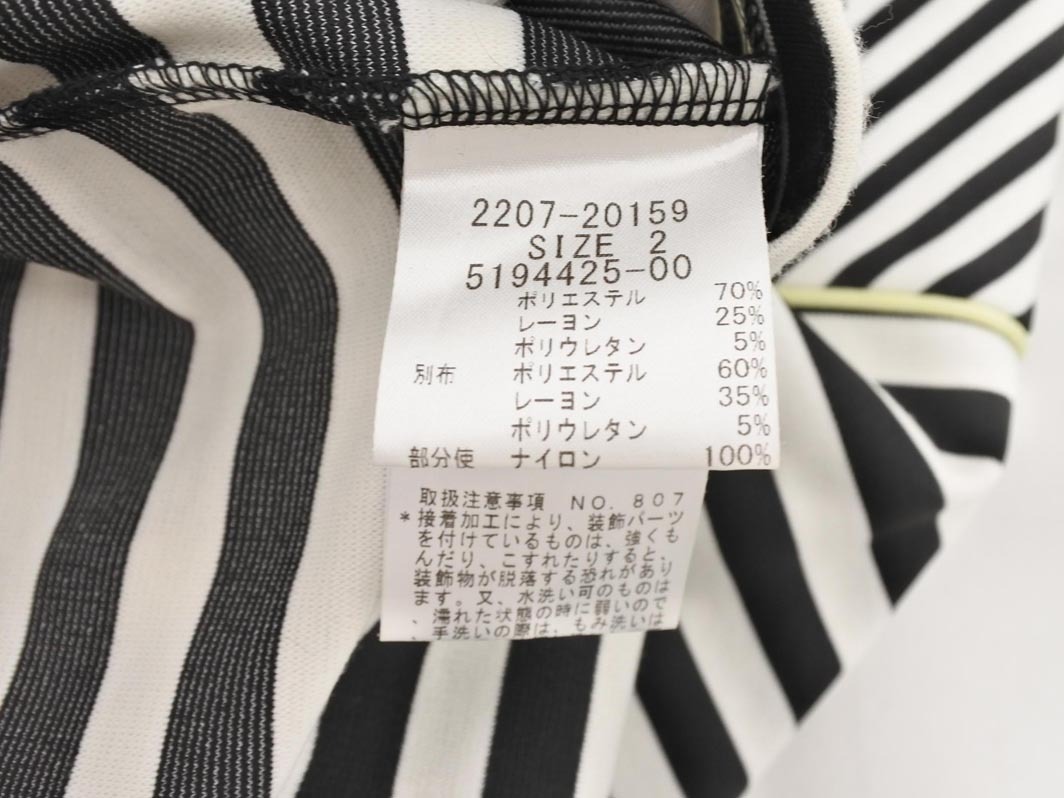 2207-20159
SIZE 2
5194425-00
ポリエステル 70%
レーヨン 25%
ポリウレタン 5%
別布 ポリエステル 60%
レーヨン 35%
ポリウレタン 5%
部分使 ナイロン 100%
取扱注意事項 NO. 807
*接着加工により、装飾パーツ
を付けているものは、強くも
んだり、こすれたりすると、
装飾物が脱落する恐れがあり
ます。又、水洗い可のものは
、濡れた状態の時に弱いので
、手洗いの際は、もみ洗いは